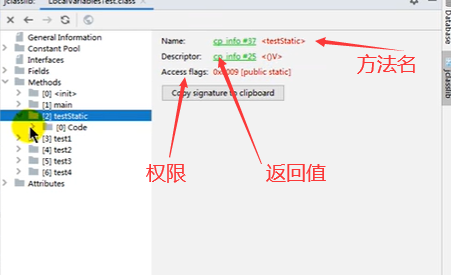 jclasslib:
LocalVariablesTest.class
Database
jclasslib
General Information
Constant Pool
Interfaces
Fields
Methods
[0] <init>
[1] main
[2] testStatic
[0] Code
[3] test1
[4] test2
[5] test3
[6] test4
Attributes
Name: cp_info #37 <testStatic>
Descriptor: cp_info #25 <()V>
Access flags: 0x0009 [public static]
Copy signature to clipboard
方法名
权限
返回值